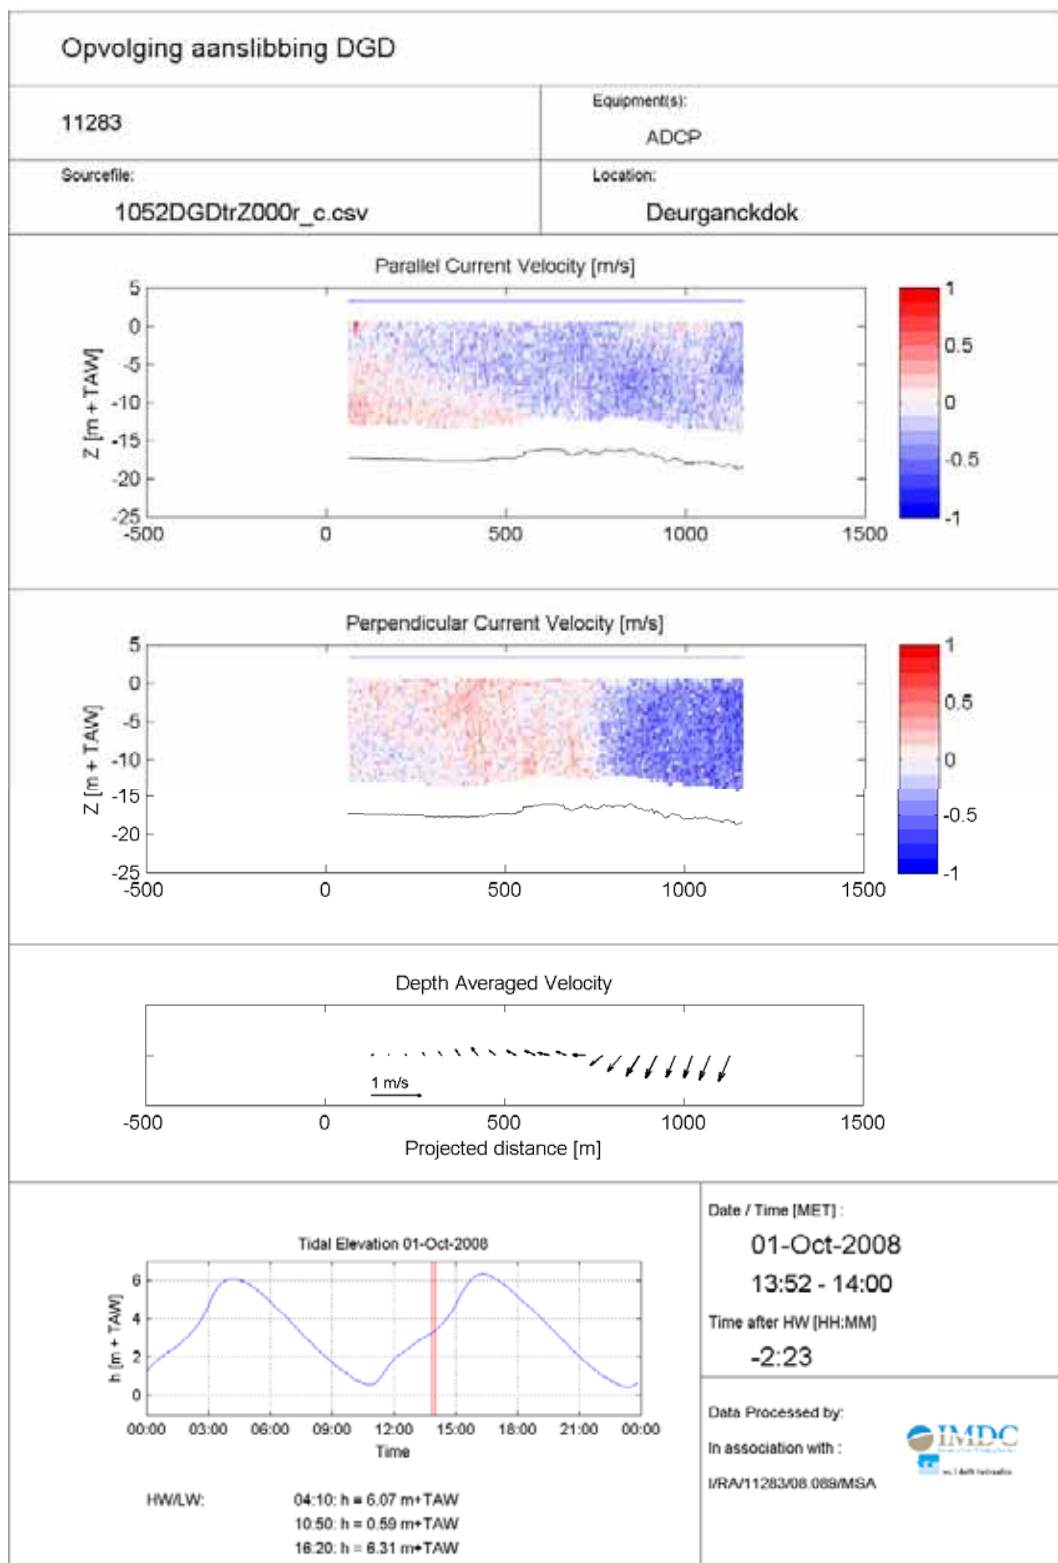 Opvolging aanslibbing DGD
11283
Equipment(s):
ADCP
Sourcefile:
1052DGDtrZ000r_c.csv
Location:
Deurganckdok
Parallel Current Velocity [m/s]
Z [m + TAW]
5
0
-5
-10
-15
-20
-25
-500 0 500 1000 1500
1
0.5
0
-0.5
-1
Perpendicular Current Velocity [m/s]
Z [m + TAW]
5
0
-5
-10
-15
-20
-25
-500 0 500 1000 1500
1
0.5
0
-0.5
-1
Depth Averaged Velocity
1 m/s
-500 0 500 1000 1500
Projected distance [m]
Tidal Elevation 01-Oct-2008
h [m + TAW]
6
4
2
0
00:00 03:00 06:00 09:00 12:00 15:00 18:00 21:00 00:00
Time
HW/LW:
04:10: h = 6.07 m+TAW
10:50: h = 0.59 m+TAW
16:20: h = 6.31 m+TAW
Date / Time [MET] :
01-Oct-2008
13:52 - 14:00
Time after HW [HH:MM]
-2:23
Data Processed by:
In association with :
I/RA/11283/08.089/MSA
IMDC
wl | delft hydraulics